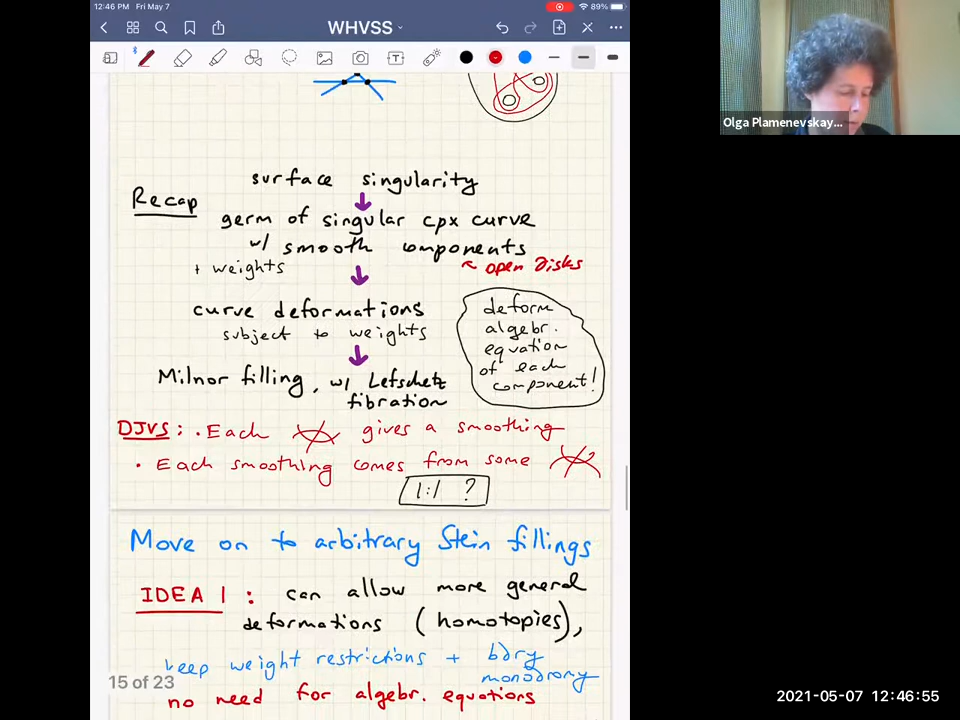 12:46 PM Fri May 7
89%
WHVSS
Recap
surface singularity
germ of singular cpx curve
w/ smooth components
+ weights
open Disks
curve deformations
subject to weights
Milnor filling, w/ Lefschetz
fibration
deform
algebr.
equation
of each
component!
DJVS: · Each gives a smoothing
· Each smoothing comes from some
1:1 ?
Move on to arbitrary Stein fillings
IDEA 1: can allow more general
deformations (homotopies),
keep weight restrictions + bdry
monodromy
no need for algebr. equations
15 of 23
Olga Plamenevskay...
2021-05-07 12:46:55